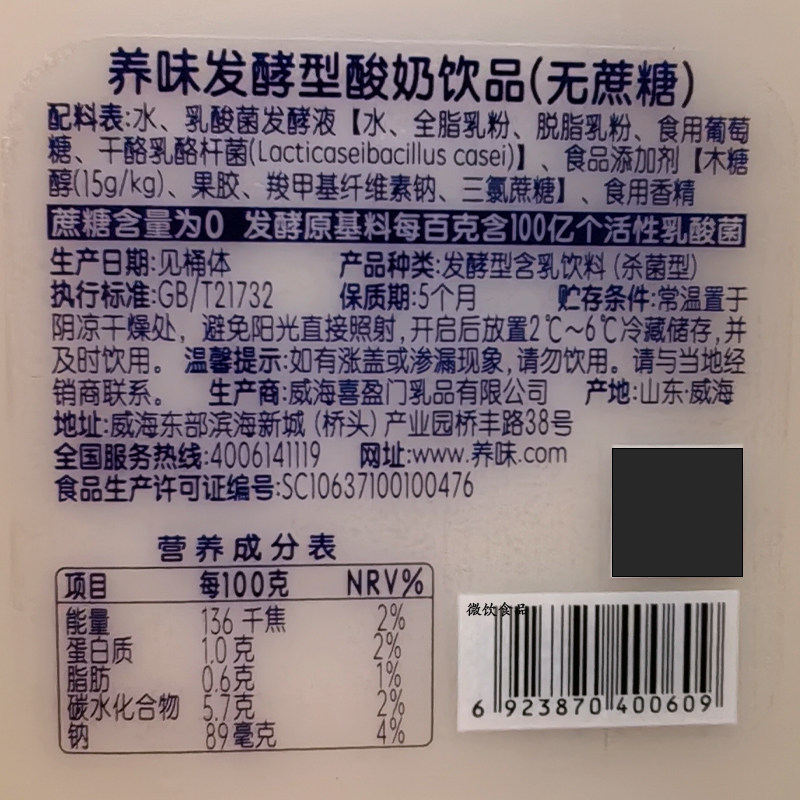 养味发酵型酸奶饮品(无蔗糖)
配料表:水、乳酸菌发酵液【水、全脂乳粉、脱脂乳粉、食用葡萄
糖、干酪乳酪杆菌(Lacticaseibacillus casei)】、食品添加剂【木糖
醇(15g/kg)、果胶、羧甲基纤维素钠、三氯蔗糖】、食用香精
蔗糖含量为0 发酵原基料每百克含100亿个活性乳酸菌
生产日期:见桶体 产品种类:发酵型含乳饮料(杀菌型)
执行标准:GB/T21732 保质期:5个月 贮存条件:常温置于
阴凉干燥处，避免阳光直接照射,开启后放置2℃～6℃冷藏储存,并
及时饮用。温馨提示:如有涨盖或渗漏现象,请勿饮用。请与当地经
销商联系。 生产商:威海喜盈门乳品有限公司 产地:山东·威海
地址:威海东部滨海新城(桥头)产业园桥丰路38号
全国服务热线:4006141119 网址:www.养味.com
食品生产许可证编号:SC10637100100476
营养成分表
项目 每100克 NRV%
能量 136 千焦 2%
蛋白质 1.0 克 2%
脂肪 0.6克 1%
碳水化合物 5.7克 2%
钠 89毫克 4%
微饮食品
6 923870 400609